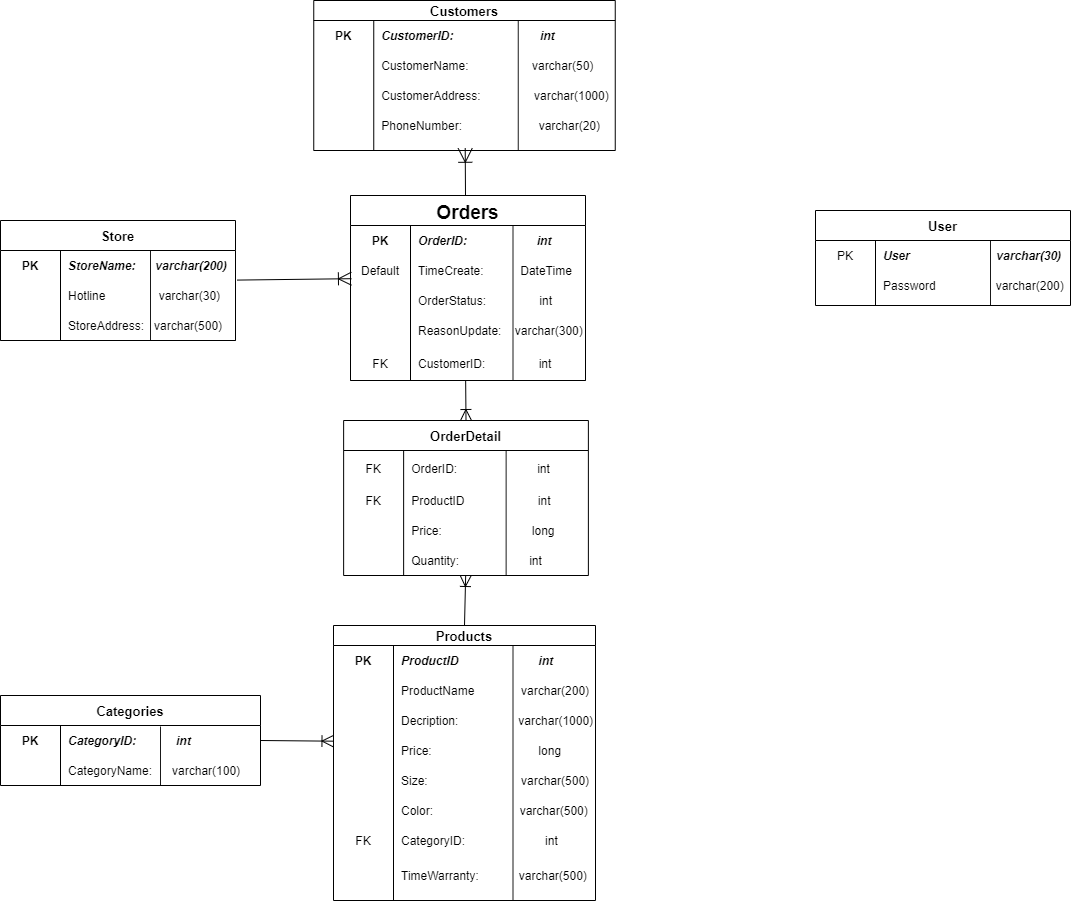 Customers
PK CustomerID: int
CustomerName: varchar(50)
CustomerAddress: varchar(1000)
PhoneNumber: varchar(20)
Store
PK StoreName: varchar(200)
Hotline varchar(30)
StoreAddress: varchar(500)
Orders
PK OrderID: int
Default TimeCreate: DateTime
OrderStatus: int
ReasonUpdate: varchar(300)
FK CustomerID: int
User
PK User varchar(30)
Password varchar(200)
OrderDetail
FK OrderID: int
FK ProductID int
Price: long
Quantity: int
Categories
PK CategoryID: int
CategoryName: varchar(100)
Products
PK ProductID int
ProductName varchar(200)
Decription: varchar(1000)
Price: long
Size: varchar(500)
Color: varchar(500)
FK CategoryID: int
TimeWarranty: varchar(500)